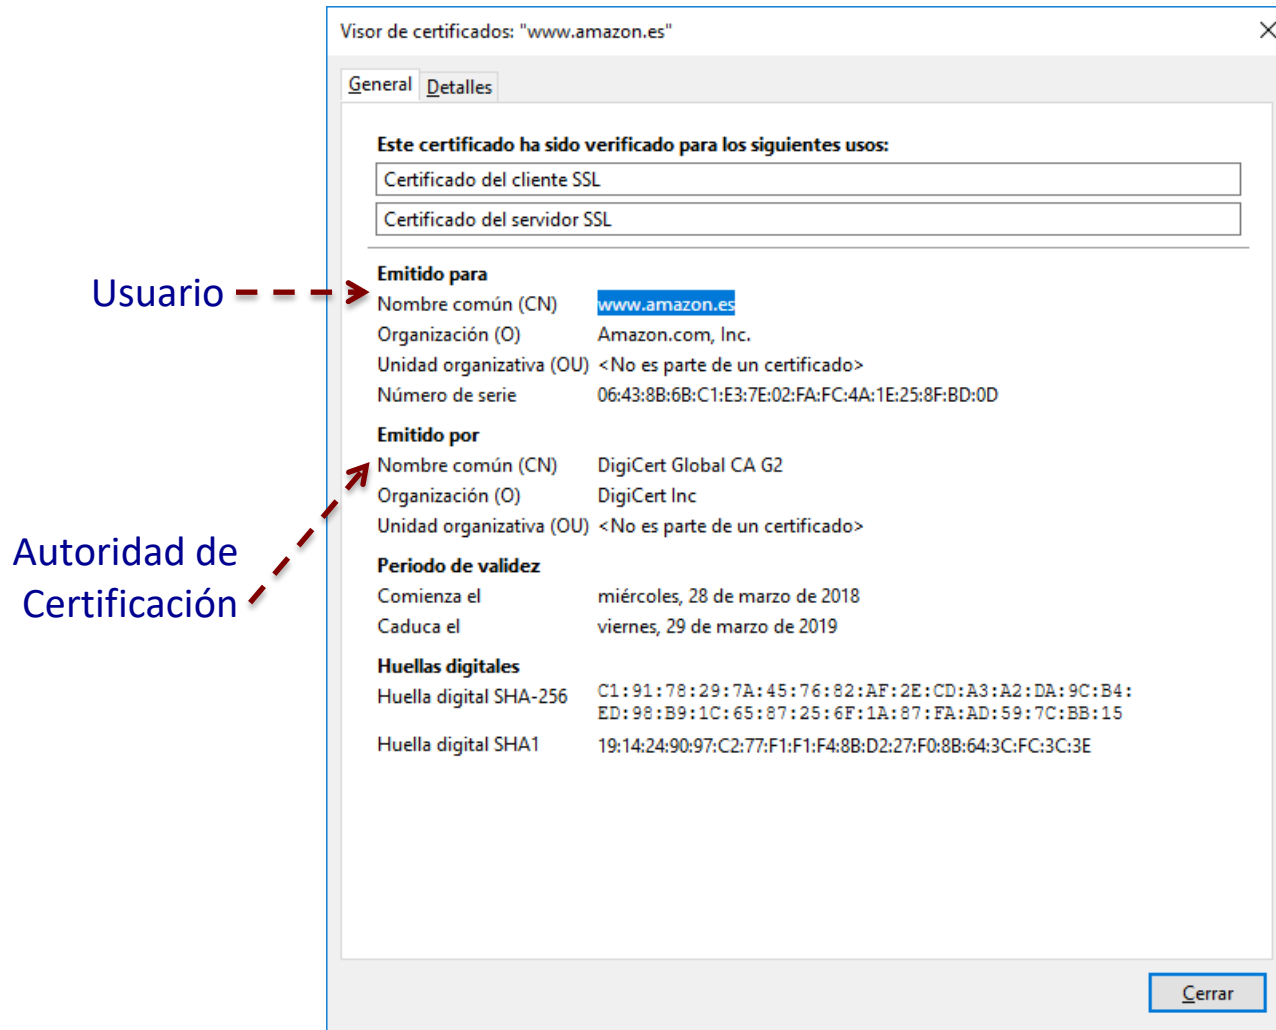 Visor de certificados: "www.amazon.es"
General Detalles
Este certificado ha sido verificado para los siguientes usos:
Certificado del cliente SSL
Certificado del servidor SSL
Usuario
Emitido para
Nombre común (CN) www.amazon.es
Organización (O) Amazon.com, Inc.
Unidad organizativa (OU) <No es parte de un certificado>
Número de serie 06:43:8B:6B:C1:E3:7E:02:FA:FC:4A:1E:25:8F:BD:0D
Autoridad de
Certificación
Emitido por
Nombre común (CN) DigiCert Global CA G2
Organización (O) DigiCert Inc
Unidad organizativa (OU) <No es parte de un certificado>
Periodo de validez
Comienza el miércoles, 28 de marzo de 2018
Caduca el viernes, 29 de marzo de 2019
Huellas digitales
Huella digital SHA-256 C1:91:78:29:7A:45:76:82:AF:2E:CD:A3:A2:DA:9C:B4:
ED:98:B9:1C:65:87:25:6F:1A:87:FA:AD:59:7C:BB:15
Huella digital SHA1 19:14:24:90:97:C2:77:F1:F1:F4:8B:D2:27:F0:8B:64:3C:FC:3C:3E
Cerrar